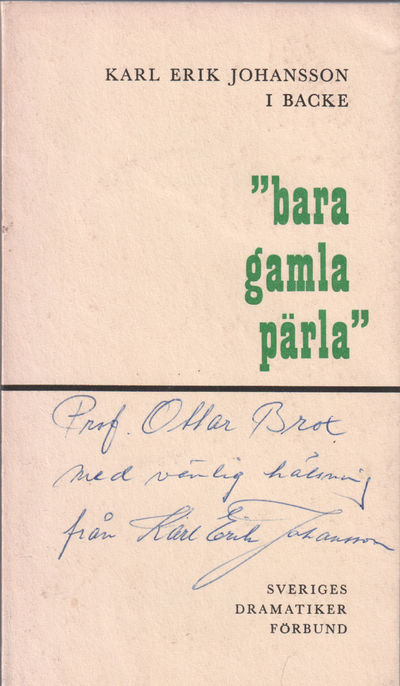 KARL ERIK JOHANSSON
I BACKE
”bara
gamla
pärla”
Prof. Ottar Brox
med vänlig hälsning
från Karl Erik Johansson
SVERIGES
DRAMATIKER
FÖRBUND